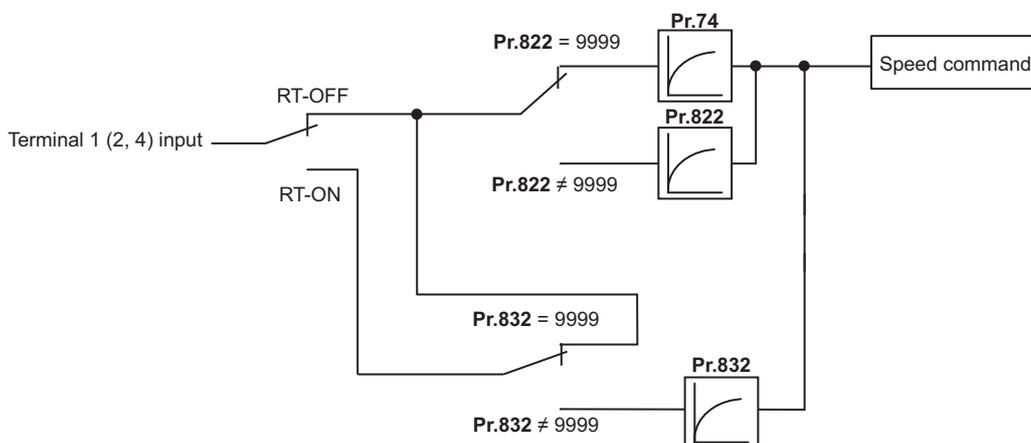 Pr.74
Pr.822 = 9999
Speed command
RT-OFF
Pr.822
Terminal 1 (2, 4) input
Pr.822 ≠ 9999
RT-ON
Pr.832 = 9999
Pr.832
Pr.832 ≠ 9999